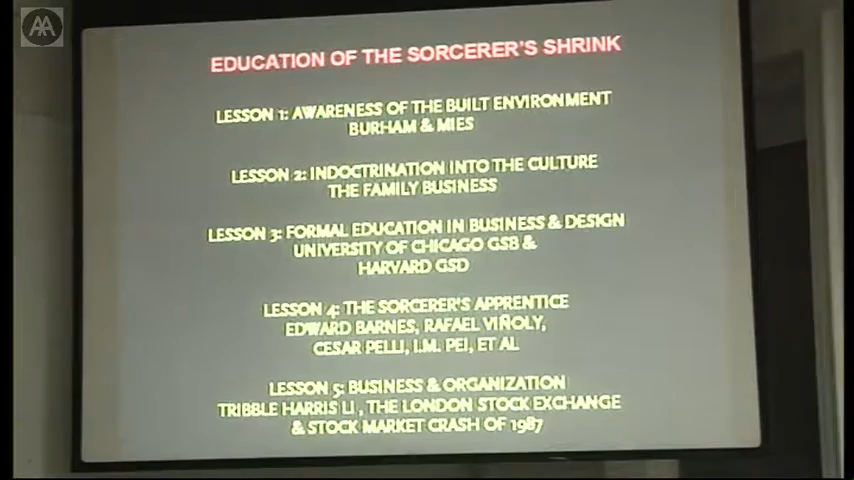 AA
EDUCATION OF THE SORCERER'S SHRINK
LESSON 1: AWARENESS OF THE BUILT ENVIRONMENT
BURHAM & MIES
LESSON 2: INDOCTRINATION INTO THE CULTURE
THE FAMILY BUSINESS
LESSON 3: FORMAL EDUCATION IN BUSINESS & DESIGN
UNIVERSITY OF CHICAGO GSB &
HARVARD GSD
LESSON 4: THE SORCERER'S APPRENTICE
EDWARD BARNES, RAFAEL VIÑOLY,
CESAR PELLI, I.M. PEI, ET AL
LESSON 5: BUSINESS & ORGANIZATION
TRIBBLE HARRIS LI , THE LONDON STOCK EXCHANGE
& STOCK MARKET CRASH OF 1987